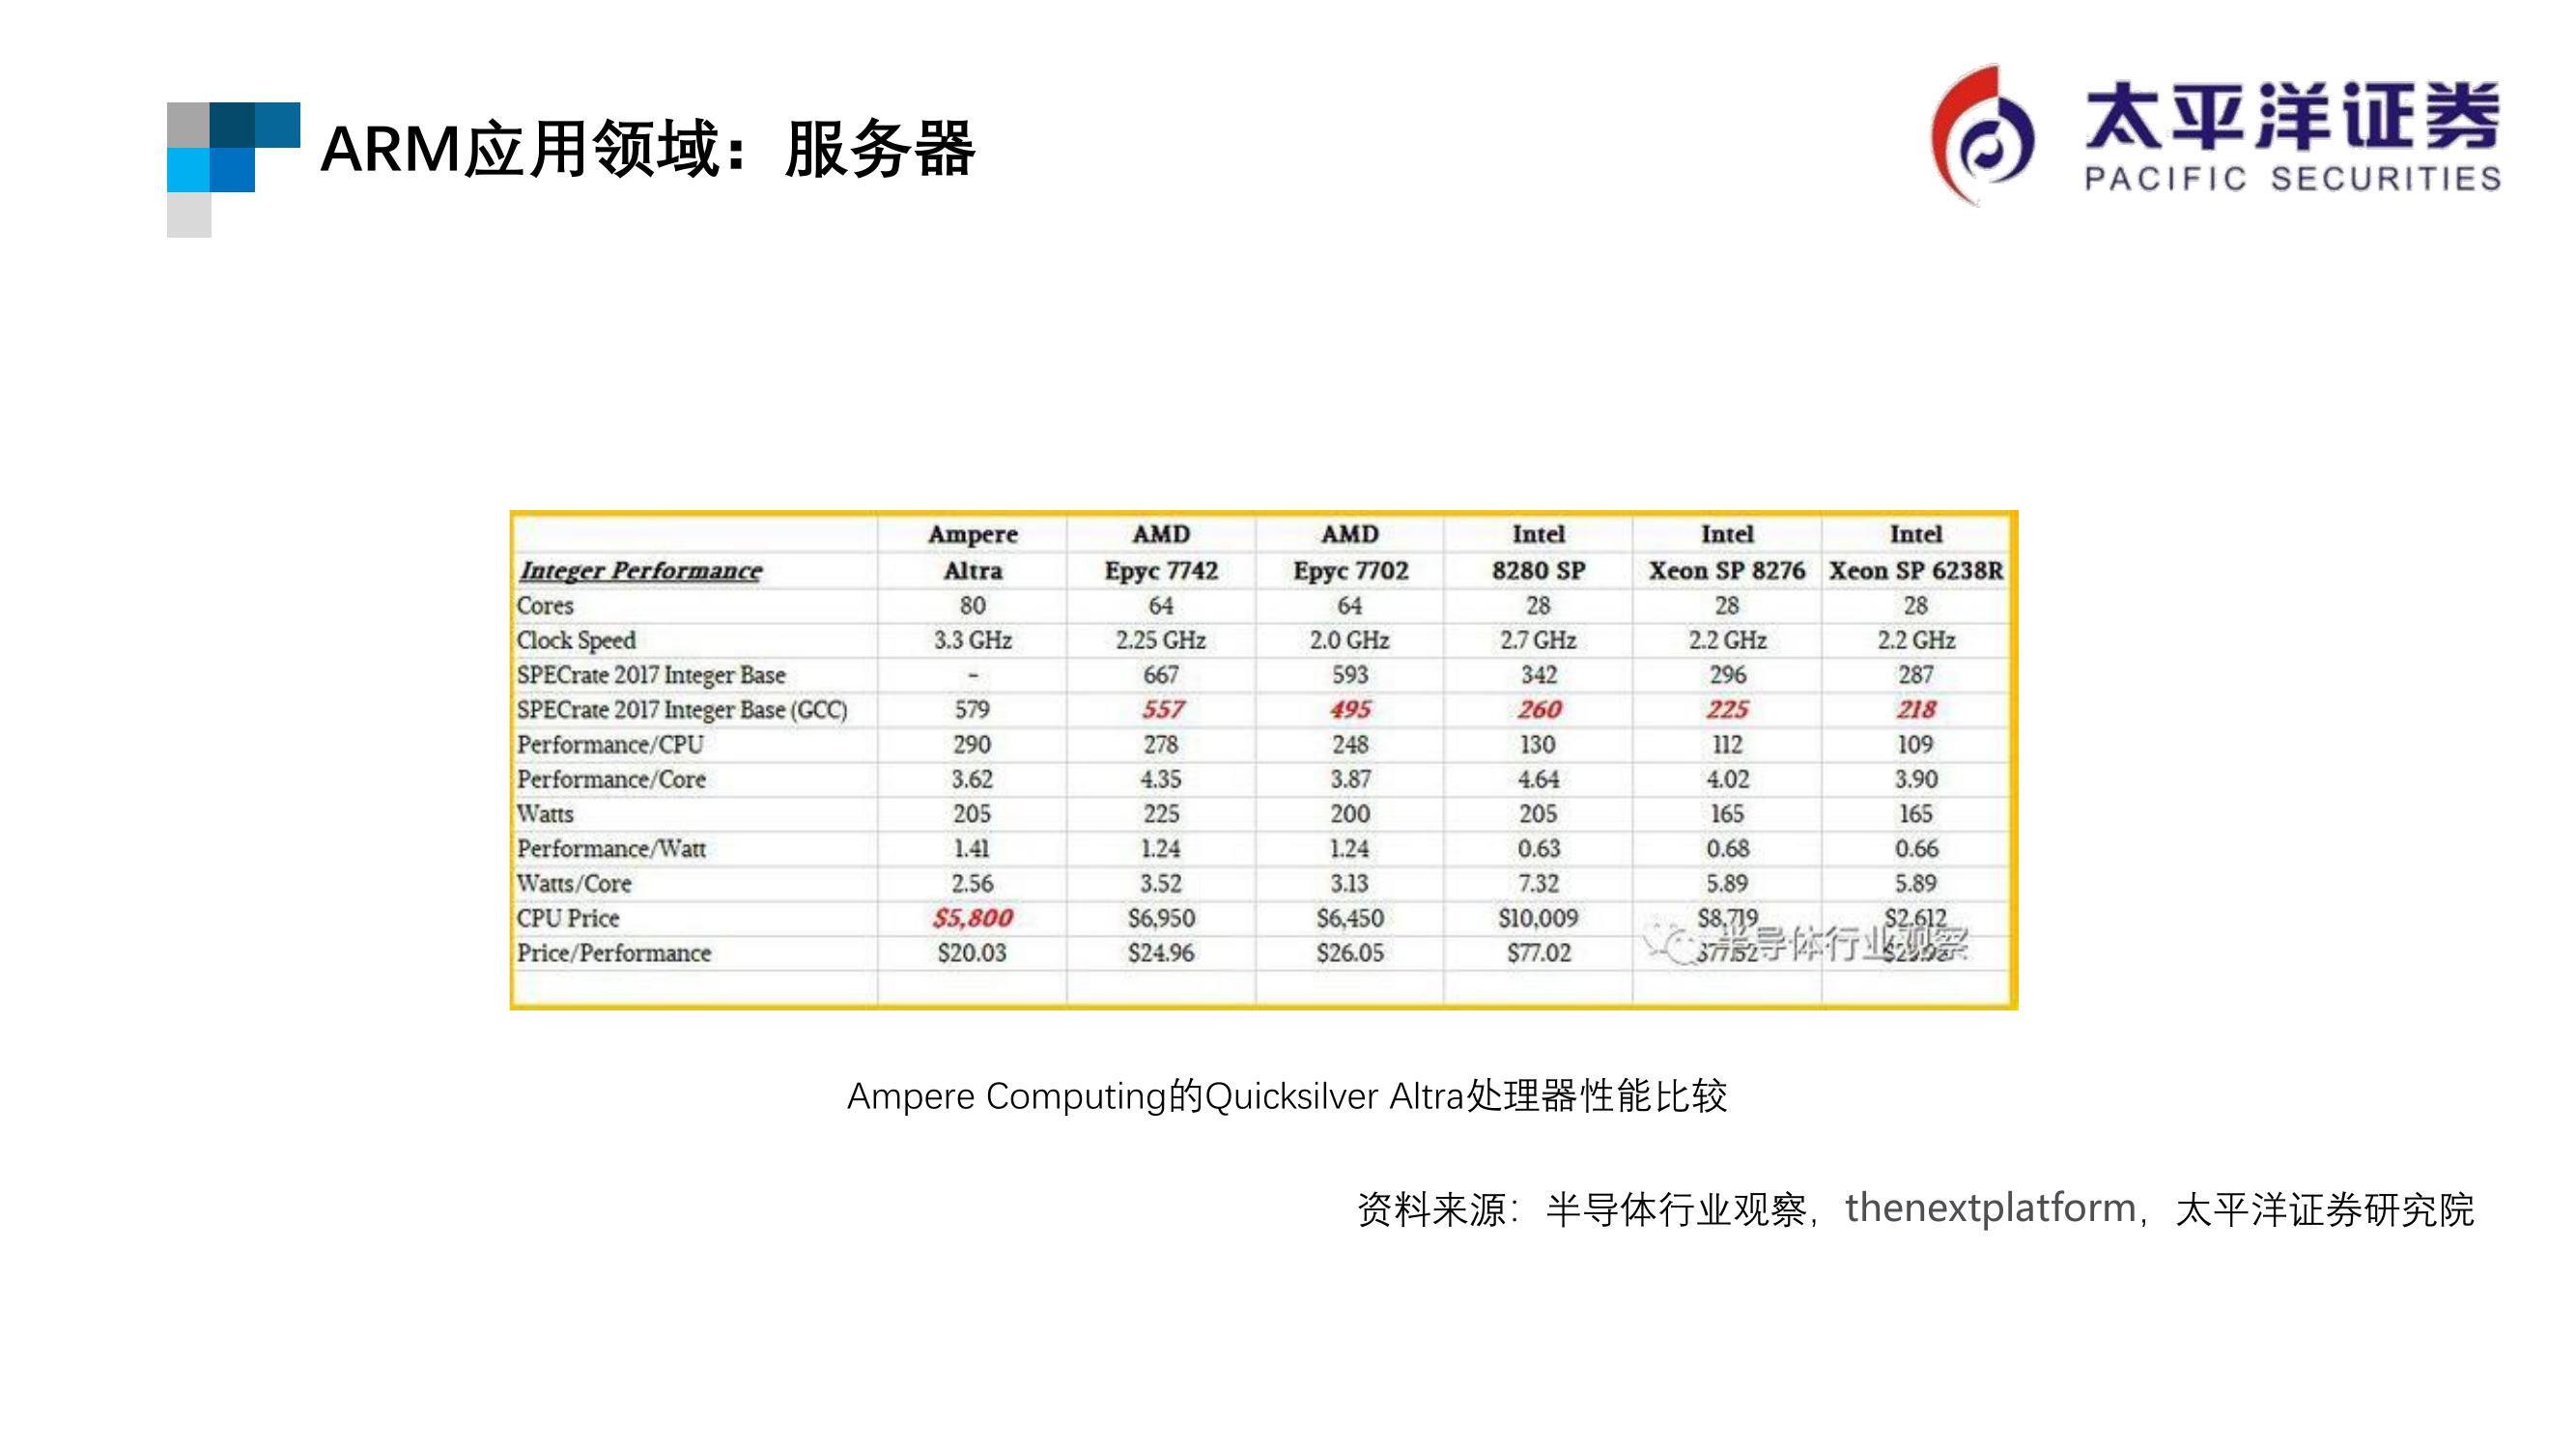 ARM应用领域：服务器
太平洋证券
PACIFIC SECURITIES
Ampere AMD AMD Intel Intel Intel
Integer Performance Altra Epyc 7742 Epyc 7702 8280 SP Xeon SP 8276 Xeon SP 6238R
Cores 80 64 64 28 28 28
Clock Speed 3.3 GHz 2.25 GHz 2.0 GHz 2.7 GHz 2.2 GHz 2.2 GHz
SPECrate 2017 Integer Base - 667 593 342 296 287
SPECrate 2017 Integer Base (GCC) 579 557 495 260 225 218
Performance/CPU 290 278 248 130 112 109
Performance/Core 3.62 4.35 3.87 4.64 4.02 3.90
Watts 205 225 200 205 165 165
Performance/Watt 1.41 1.24 1.24 0.63 0.68 0.66
Watts/Core 2.56 3.52 3.13 7.32 5.89 5.89
CPU Price $5,800 $6,950 $6,450 $10,009 $8,719 $2,612
Price/Performance $20.03 $24.96 $26.05 $77.02
半导体行业观察
Ampere Computing的Quicksilver Altra处理器性能比较
资料来源：半导体行业观察，thenextplatform，太平洋证券研究院